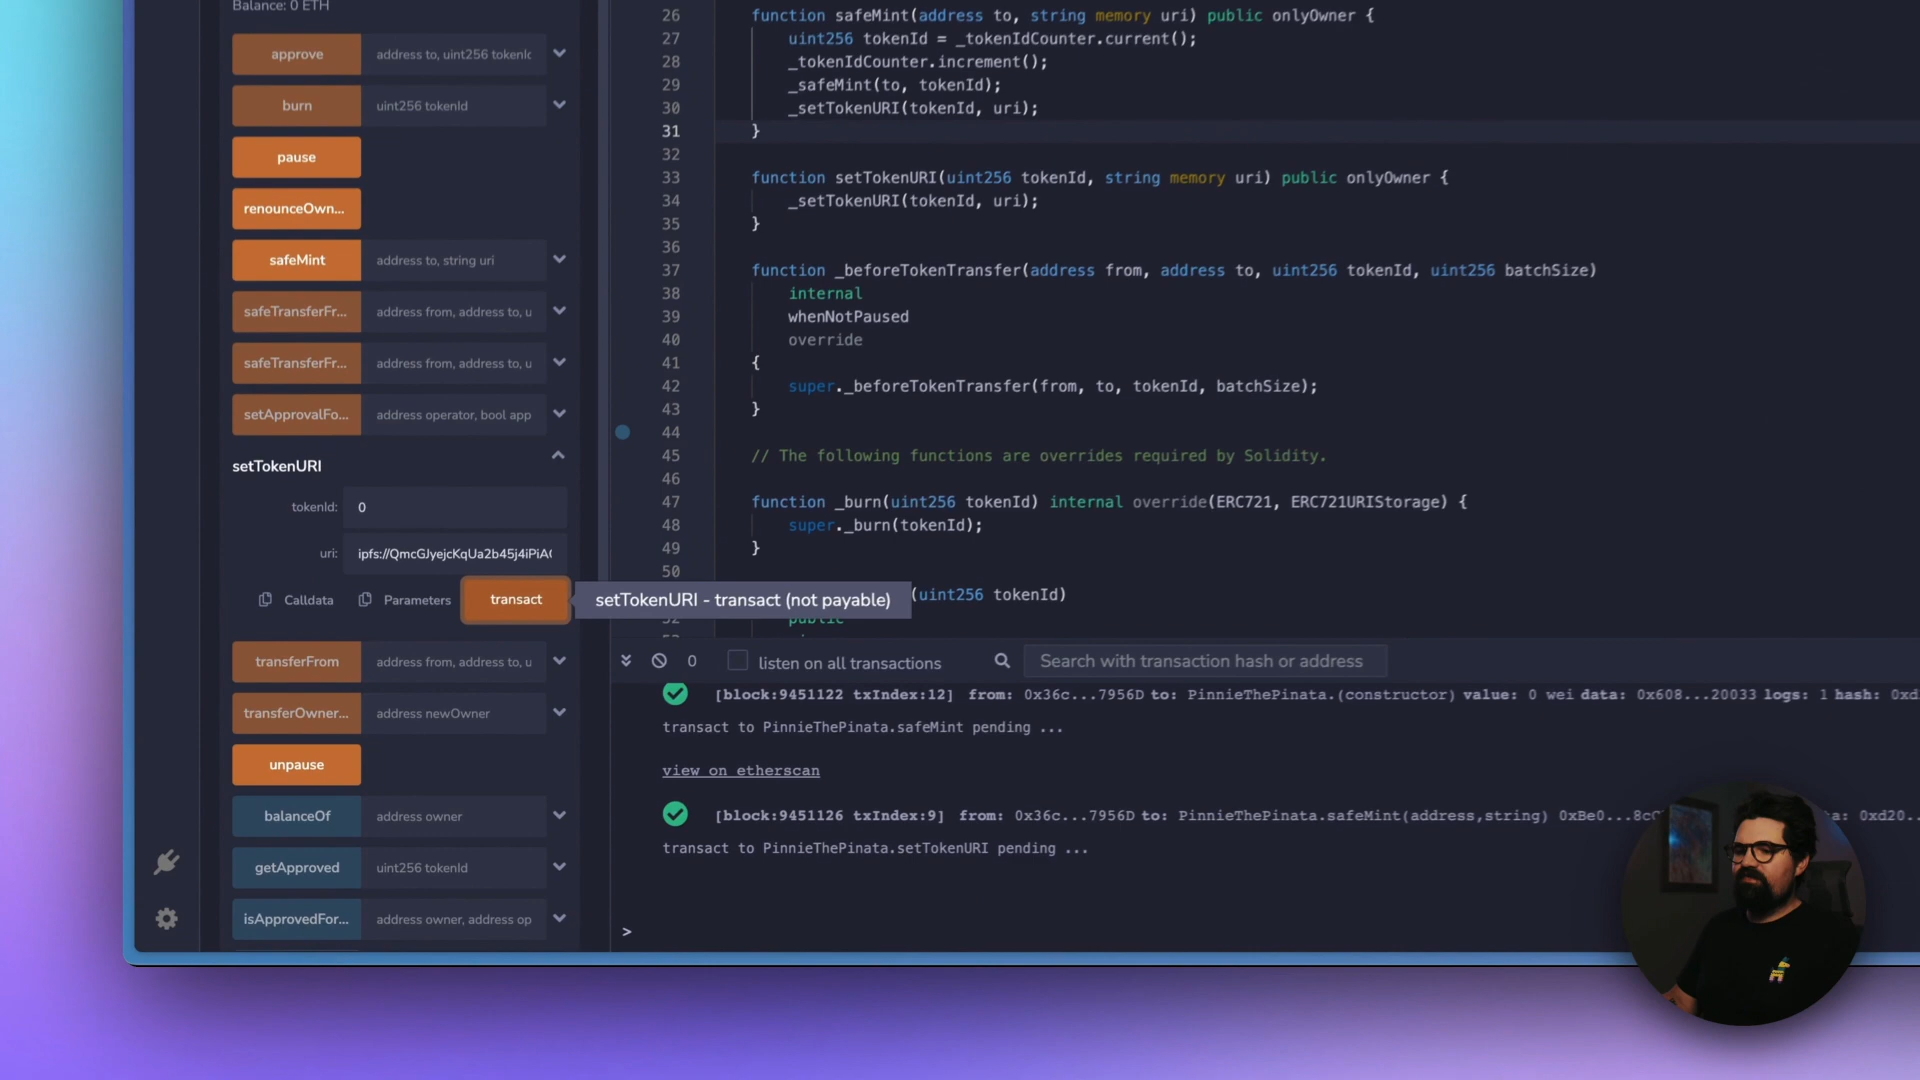 Balance: 0 ETH
approve address to, uint256 tokenId
burn uint256 tokenId
pause
renounceOwn...
safeMint address to, string uri
safeTransferFr... address from, address to, u
safeTransferFr... address from, address to, u
setApprovalFo... address operator, bool app
setTokenURI
tokenId: 0
uri: ipfs://QmcGJyejcKqUa2b45j4iPiA
Calldata Parameters transact
setTokenURI - transact (not payable)
transferFrom address from, address to, u
transferOwner... address newOwner
unpause
balanceOf address owner
getApproved uint256 tokenId
isApprovedFor... address owner, address op
26 function safeMint(address to, string memory uri) public onlyOwner {
27 uint256 tokenId = _tokenIdCounter.current();
28 _tokenIdCounter.increment();
29 _safeMint(to, tokenId);
30 _setTokenURI(tokenId, uri);
31 }
32
33 function setTokenURI(uint256 tokenId, string memory uri) public onlyOwner {
34 _setTokenURI(tokenId, uri);
35 }
36
37 function _beforeTokenTransfer(address from, address to, uint256 tokenId, uint256 batchSize)
38 internal
39 whenNotPaused
40 override
41 {
42 super._beforeTokenTransfer(from, to, tokenId, batchSize);
43 }
44
45 // The following functions are overrides required by Solidity.
46
47 function _burn(uint256 tokenId) internal override(ERC721, ERC721URIStorage) {
48 super._burn(tokenId);
49 }
50
(uint256 tokenId)
52 public
0 listen on all transactions Search with transaction hash or address
[block:9451122 txIndex:12] from: 0x36c...7956D to: PinnieThePinata.(constructor) value: 0 wei data: 0x608...20033 logs: 1 hash: 0xd
transact to PinnieThePinata.safeMint pending ...
view on etherscan
[block:9451126 txIndex:9] from: 0x36c...7956D to: PinnieThePinata.safeMint(address,string) 0xBe0...8c a: 0xd20..
transact to PinnieThePinata.setTokenURI pending ...
>